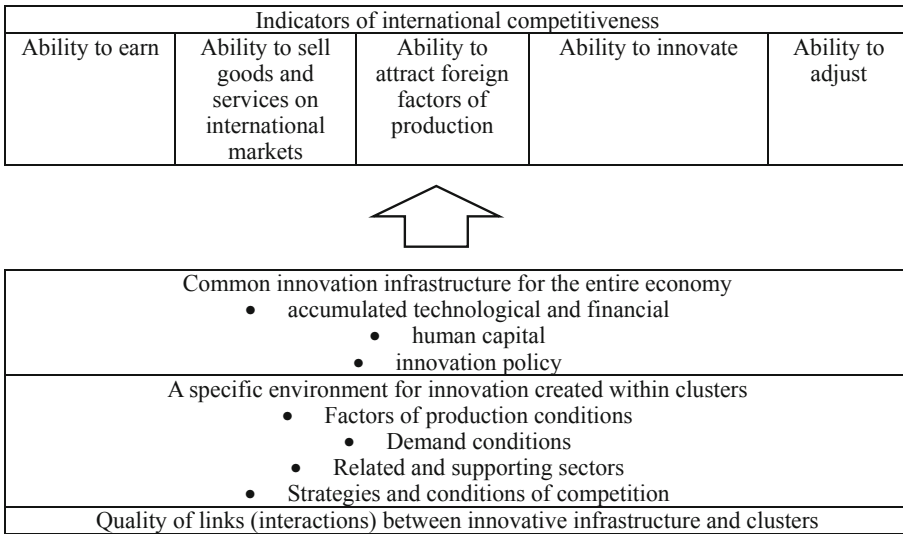 Indicators of international competitiveness
Ability to earn
Ability to sell
goods and
services on
international
markets
Ability to
attract foreign
factors of
production
Ability to innovate
Ability to
adjust
Common innovation infrastructure for the entire economy
• accumulated technological and financial
• human capital
• innovation policy
A specific environment for innovation created within clusters
• Factors of production conditions
• Demand conditions
• Related and supporting sectors
• Strategies and conditions of competition
Quality of links (interactions) between innovative infrastructure and clusters